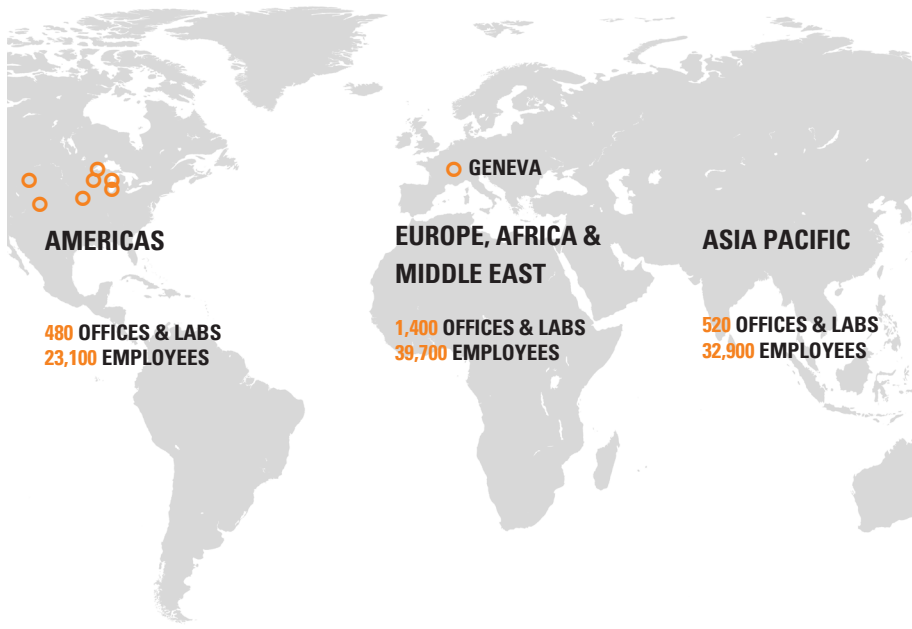 GENEVA
AMERICAS
480 OFFICES & LABS
23,100 EMPLOYEES
EUROPE, AFRICA &
MIDDLE EAST
1,400 OFFICES & LABS
39,700 EMPLOYEES
ASIA PACIFIC
520 OFFICES & LABS
32,900 EMPLOYEES